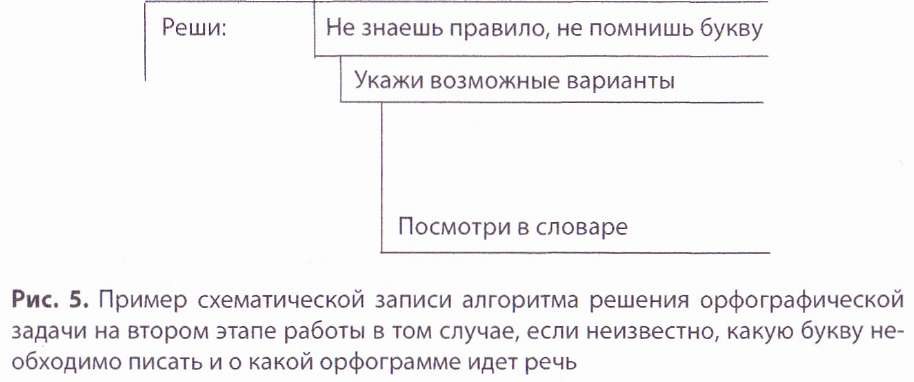 Реши: Не знаешь правило, не помнишь букву
Укажи возможные варианты
Посмотри в словаре
Рис. 5. Пример схематической записи алгоритма решения орфографической
задачи на втором этапе работы в том случае, если неизвестно, какую букву не-
обходимо писать и о какой орфограмме идет речь